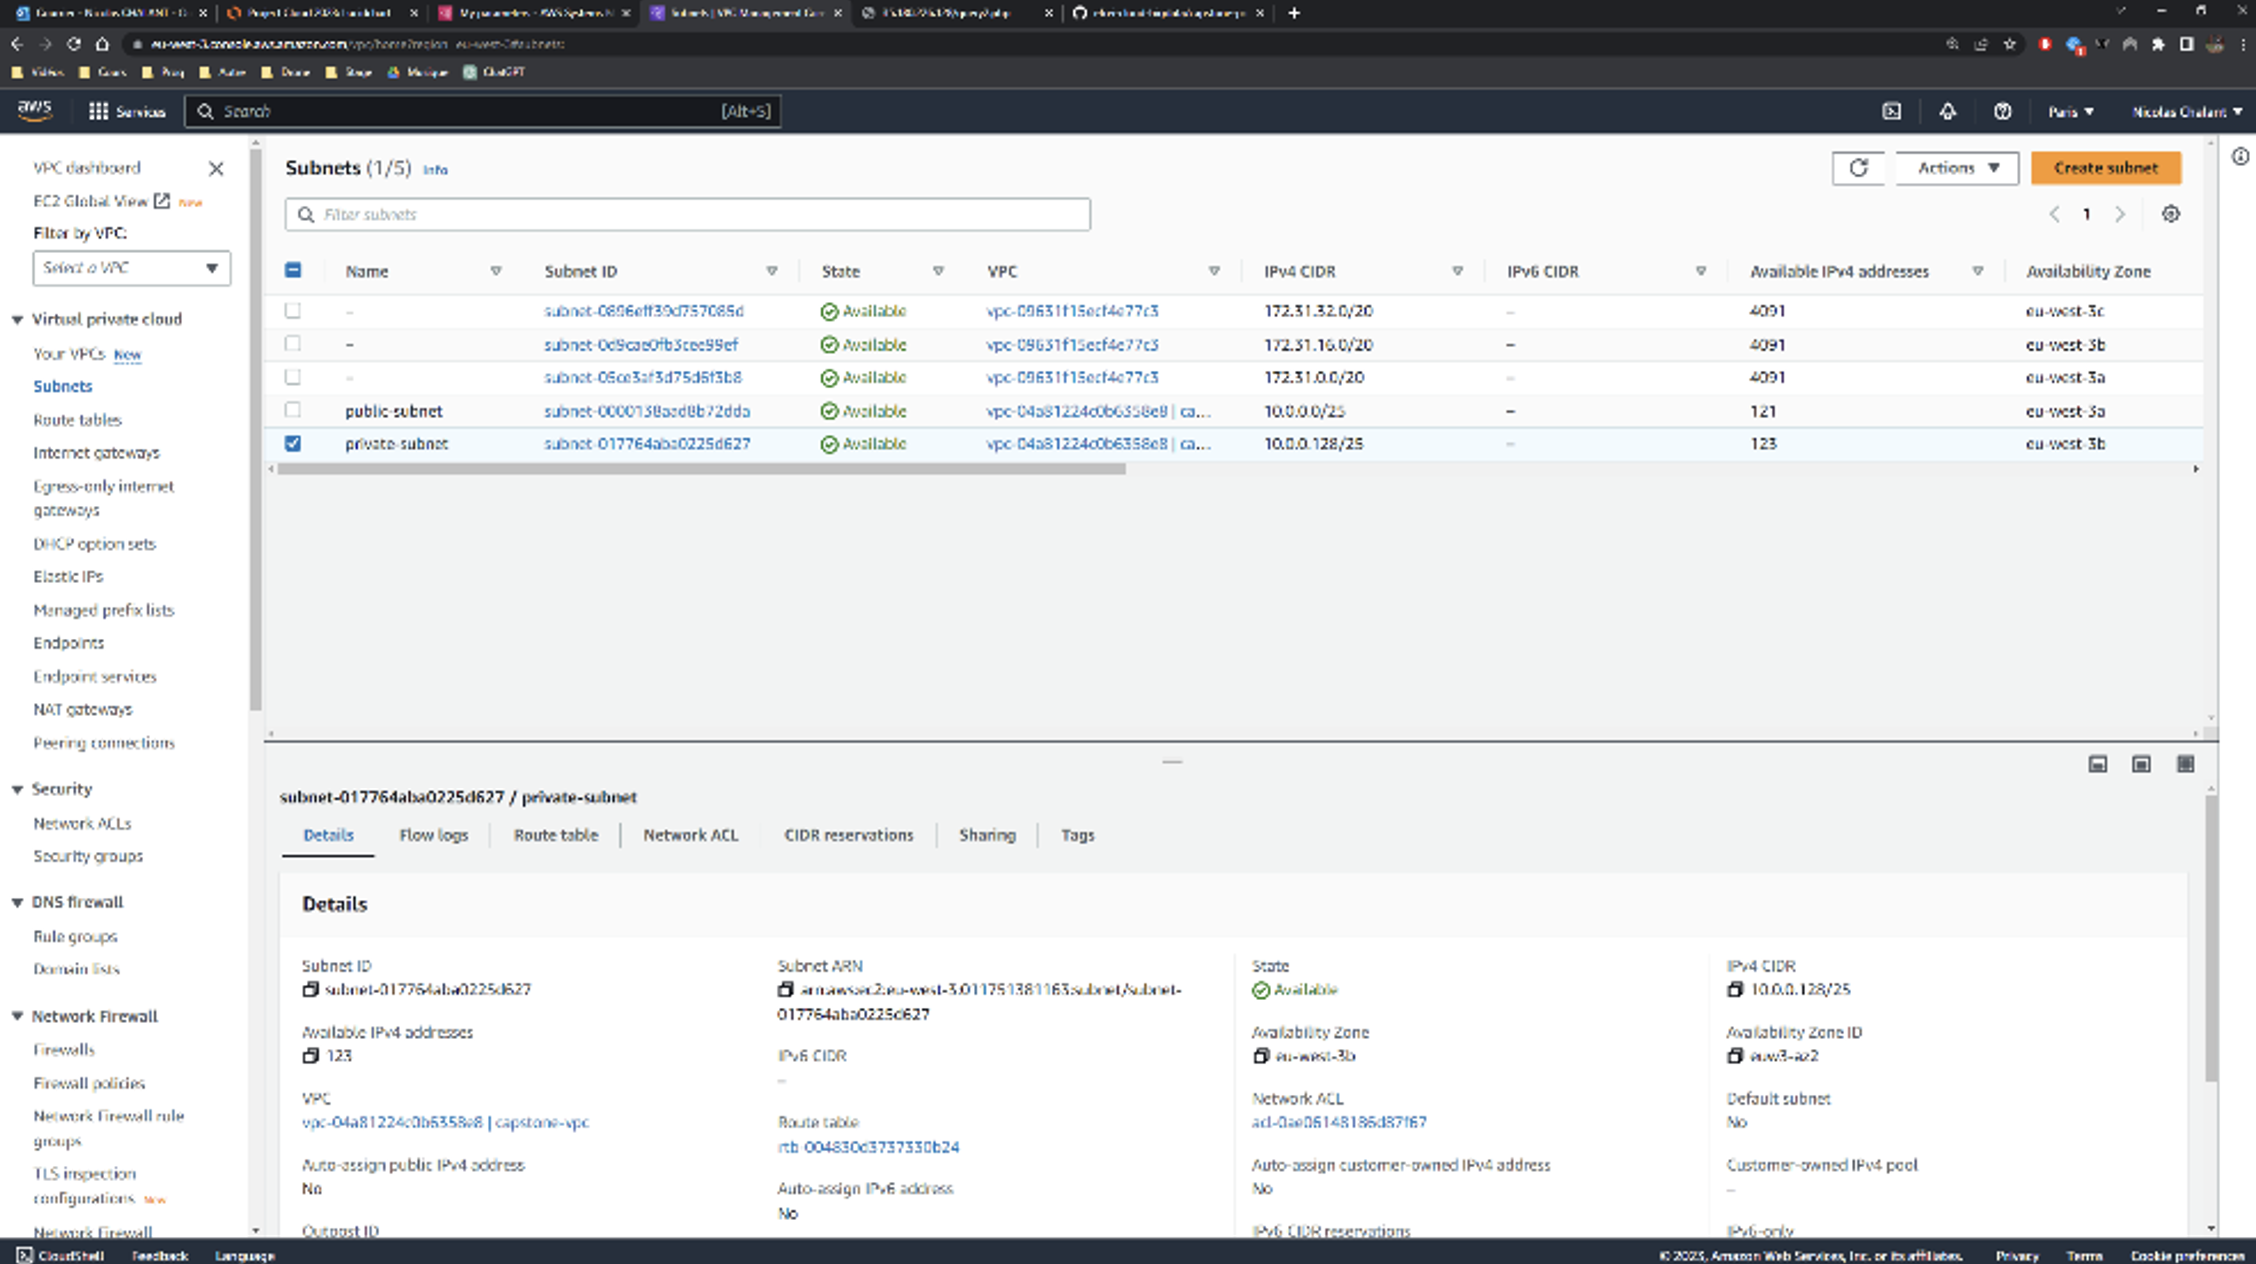 Project Cloud 2023
My parameters - AWS Systems
Subnets | VPC Management Con
eu-west-3.console.aws.amazon.com/vpc/home?region=eu-west-3#subnets:
Vidéos Cours Prog Autre Drone Stage Musique ChatGPT
aws Services Search [Alt+S] Paris Nicolas Chalant
VPC dashboard
EC2 Global View New
Filter by VPC:
Select a VPC
Virtual private cloud
Your VPCs New
Subnets
Route tables
Internet gateways
Egress-only internet
gateways
DHCP option sets
Elastic IPs
Managed prefix lists
Endpoints
Endpoint services
NAT gateways
Peering connections
Security
Network ACLs
Security groups
DNS firewall
Rule groups
Domain lists
Network Firewall
Firewalls
Firewall policies
Network Firewall rule
groups
TLS inspection
configurations New
Network Firewall
Subnets (1/5) Info
Actions Create subnet
Filter subnets
1
Name Subnet ID State VPC IPv4 CIDR IPv6 CIDR Available IPv4 addresses Availability Zone
– subnet-0896eff39d757085d Available vpc-09631f15ecf4e77c3 172.31.32.0/20 – 4091 eu-west-3c
– subnet-0d9cae0fb3cee99ef Available vpc-09631f15ecf4e77c3 172.31.16.0/20 – 4091 eu-west-3b
– subnet-05ce3af3d75d6f3b8 Available vpc-09631f15ecf4e77c3 172.31.0.0/20 – 4091 eu-west-3a
public-subnet subnet-0000138aad8b72dda Available vpc-04a81224c0b6358e8 | ca... 10.0.0.0/25 – 121 eu-west-3a
private-subnet subnet-017764aba0225d627 Available vpc-04a81224c0b6358e8 | ca... 10.0.0.128/25 – 123 eu-west-3b
subnet-017764aba0225d627 / private-subnet
Details Flow logs Route table Network ACL CIDR reservations Sharing Tags
Details
Subnet ID
subnet-017764aba0225d627
Available IPv4 addresses
123
VPC
vpc-04a81224c0b6358e8 | capstone-vpc
Auto-assign public IPv4 address
No
Outpost ID
Subnet ARN
arn:aws:ec2:eu-west-3:011751381163:subnet/subnet-
017764aba0225d627
IPv6 CIDR
–
Route table
rtb-004830d3737330b24
Auto-assign IPv6 address
No
State
Available
Availability Zone
eu-west-3b
Network ACL
acl-0ae06148186d87f67
Auto-assign customer-owned IPv4 address
No
IPv6 CIDR reservations
IPv4 CIDR
10.0.0.128/25
Availability Zone ID
euw3-az2
Default subnet
No
Customer-owned IPv4 pool
–
IPv6-only
CloudShell Feedback Language © 2023, Amazon Web Services, Inc. or its affiliates. Privacy Terms Cookie preferences